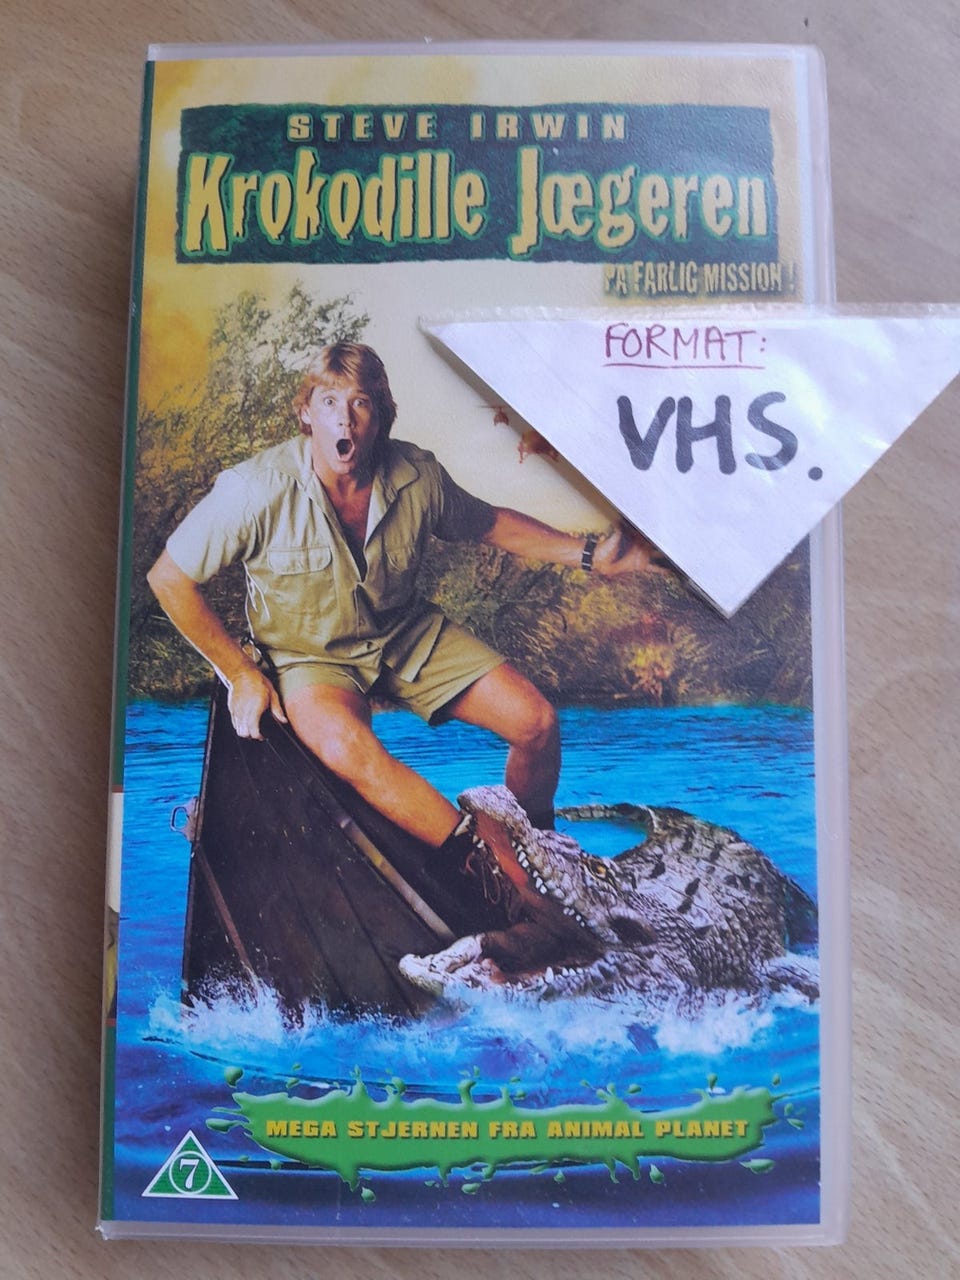 STEVE IRWIN
Krokodille Jægeren
PÅ FARLIG MISSION!
FORMAT:
VHS.
MEGA STJERNEN FRA ANIMAL PLANET
7